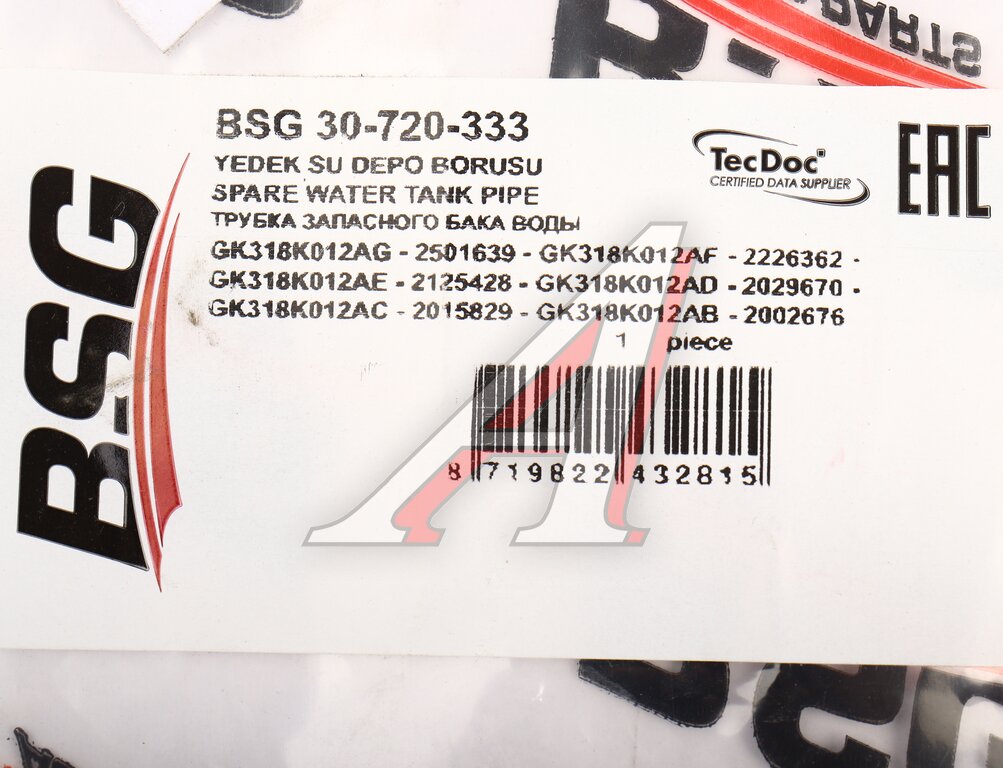 STAR PARTS
BSG
BSG 30-720-333
YEDEK SU DEPO BORUSU
SPARE WATER TANK PIPE
ТРУБКА ЗАПАСНОГО БАКА ВОДЫ
GK318K012AG - 2501639 - GK318K012AF - 2226362 -
GK318K012AE - 2125428 - GK318K012AD - 2029670 -
GK318K012AC - 2015829 - GK318K012AB - 2002676
1 piece
TecDoc
CERTIFIED DATA SUPPLIER
EAC
8 719822 432815